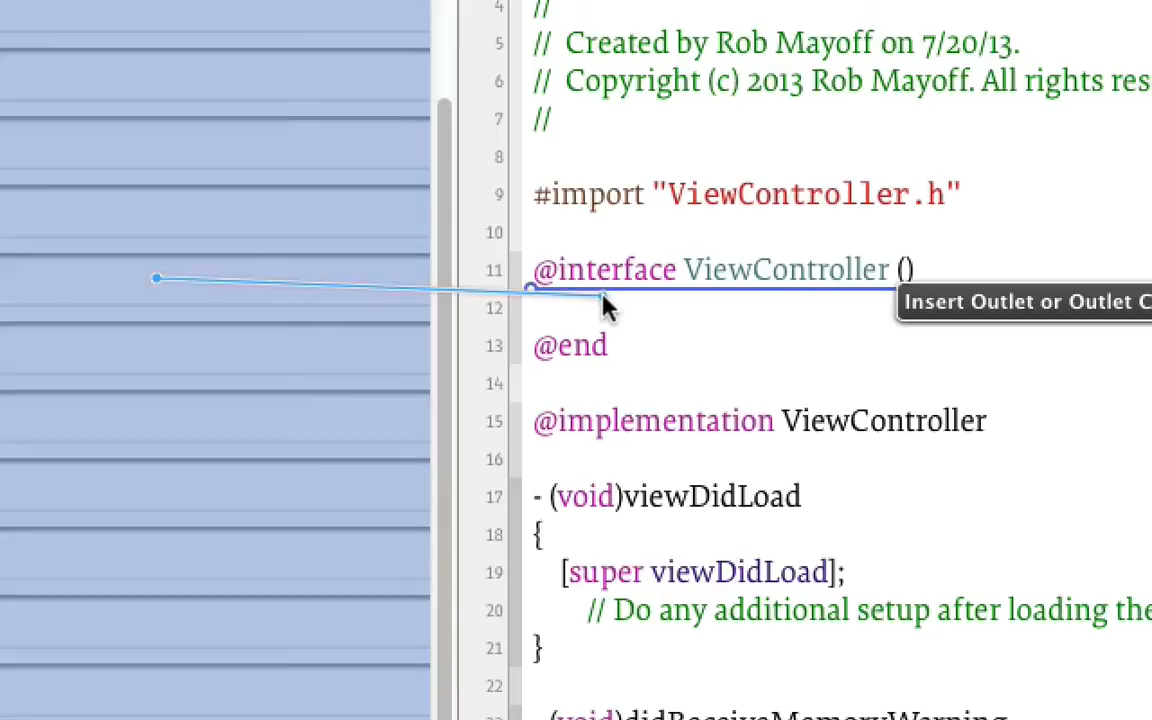 4 //
5 // Created by Rob Mayoff on 7/20/13.
6 // Copyright (c) 2013 Rob Mayoff. All rights
7 //
8
9 #import "ViewController.h"
10
11 @interface ViewController ()
Insert Outlet or Outlet
12
13 @end
14
15 @implementation ViewController
16
17 - (void)viewDidLoad
18 {
19 [super viewDidLoad];
20 // Do any additional setup after loading the
21 }
22
(void)didReceiveMemoryWarning